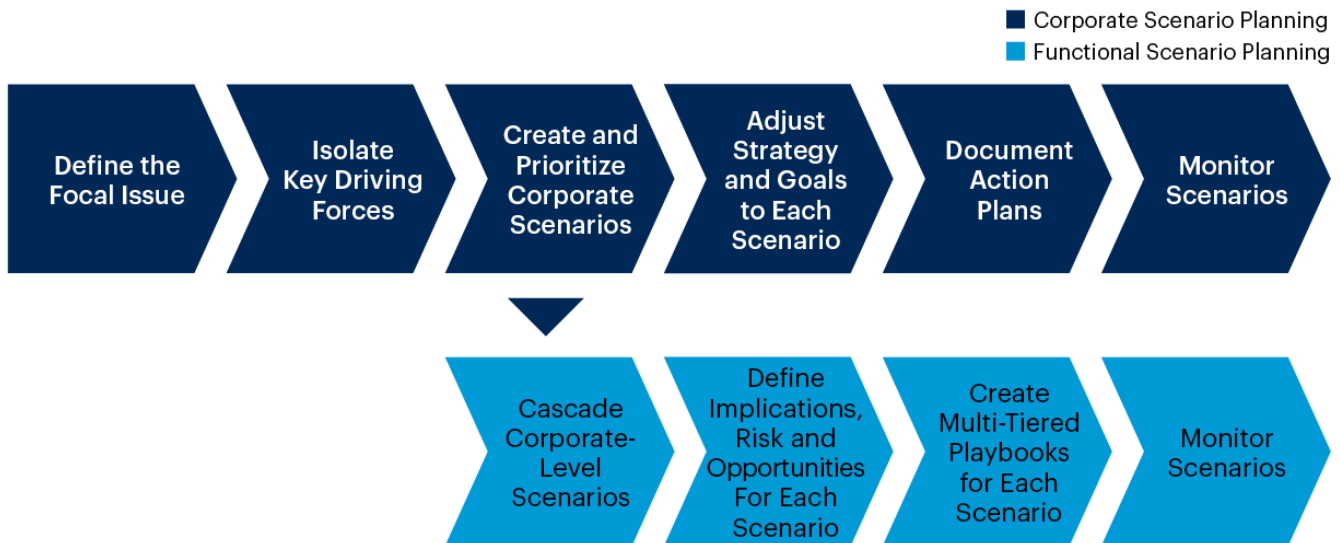 Corporate Scenario Planning
Functional Scenario Planning
Define the
Focal Issue
Isolate
Key Driving
Forces
Create and
Prioritize
Corporate
Scenarios
Adjust
Strategy
and Goals
to Each
Scenario
Document
Action
Plans
Monitor
Scenarios
Cascade
Corporate-
Level
Scenarios
Define
Implications,
Risk and
Opportunities
For Each
Scenario
Create
Multi-Tiered
Playbooks
for Each
Scenario
Monitor
Scenarios